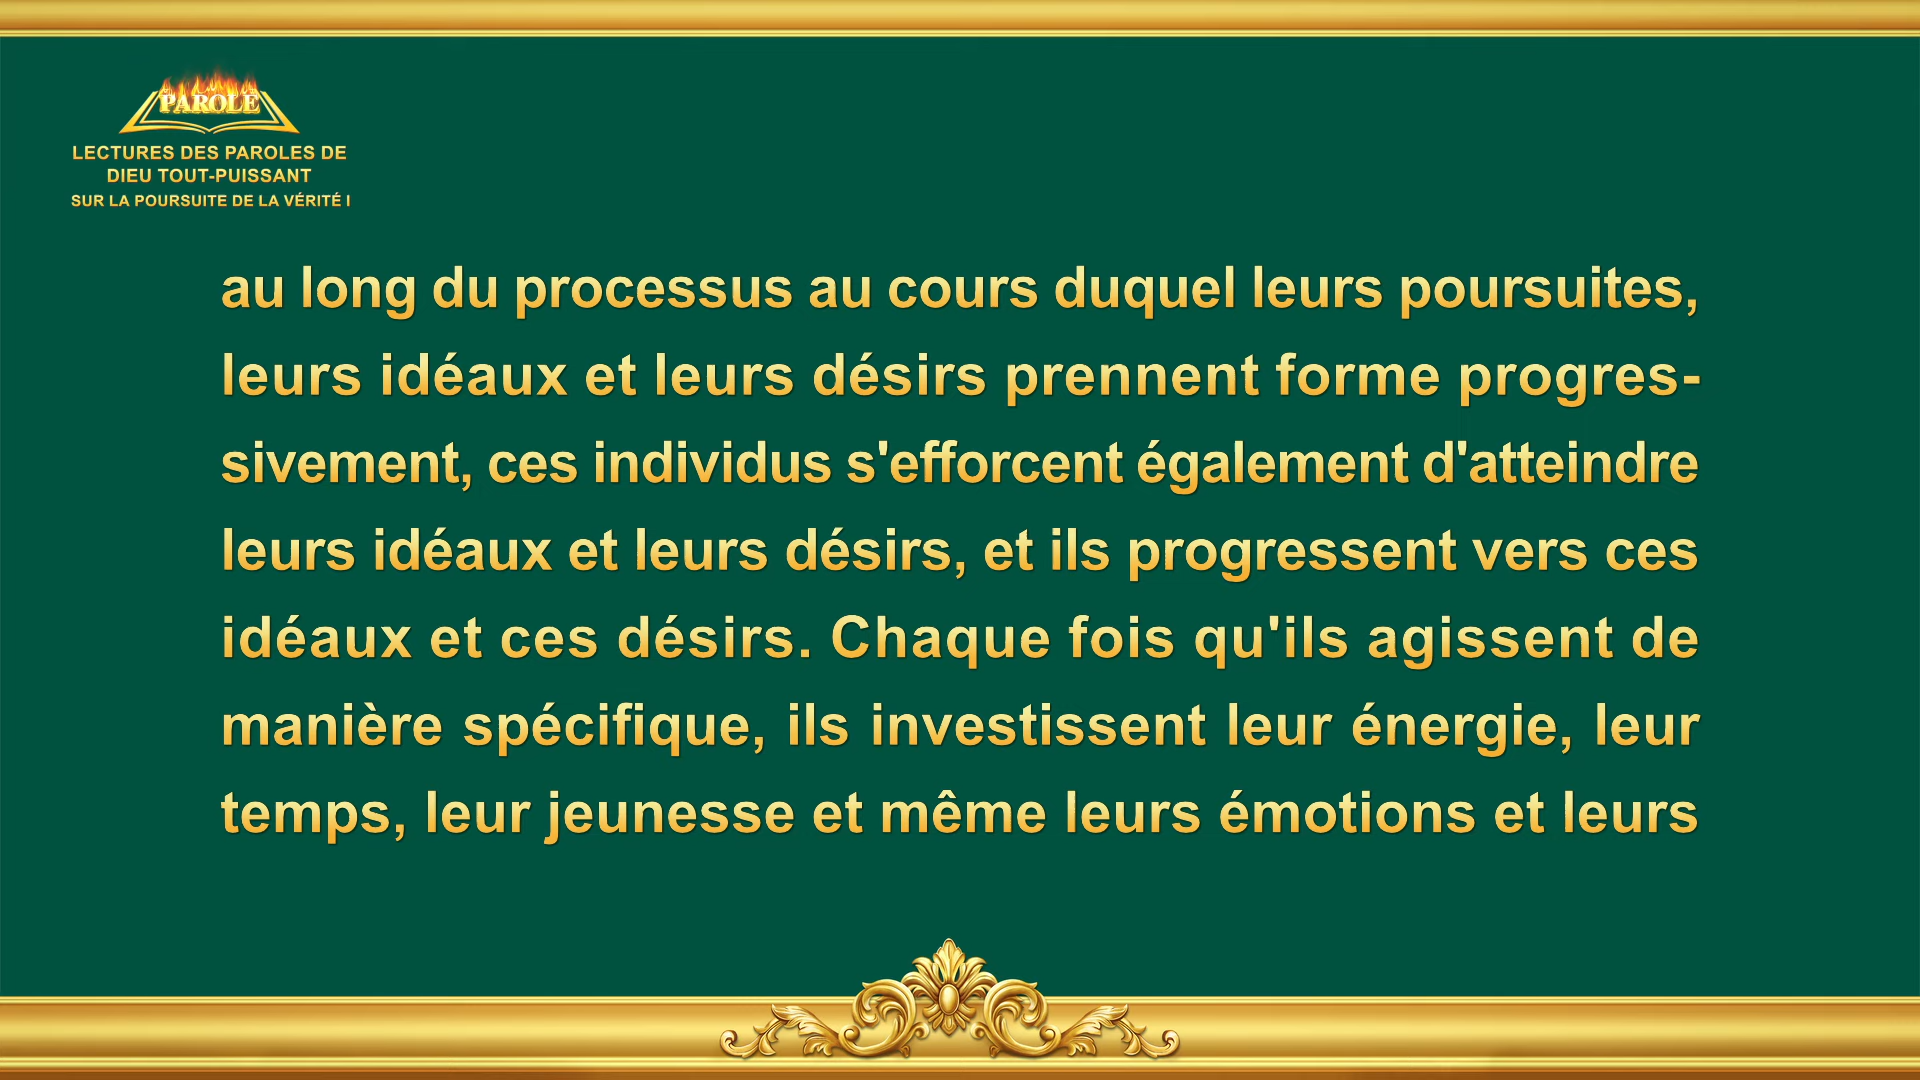 PAROLE
LECTURES DES PAROLES DE
DIEU TOUT-PUISSANT
SUR LA POURSUITE DE LA VÉRITÉ I
au long du processus au cours duquel leurs poursuites,
leurs idéaux et leurs désirs prennent forme progres-
sivement, ces individus s'efforcent également d'atteindre
leurs idéaux et leurs désirs, et ils progressent vers ces
idéaux et ces désirs. Chaque fois qu'ils agissent de
manière spécifique, ils investissent leur énergie, leur
temps, leur jeunesse et même leurs émotions et leurs